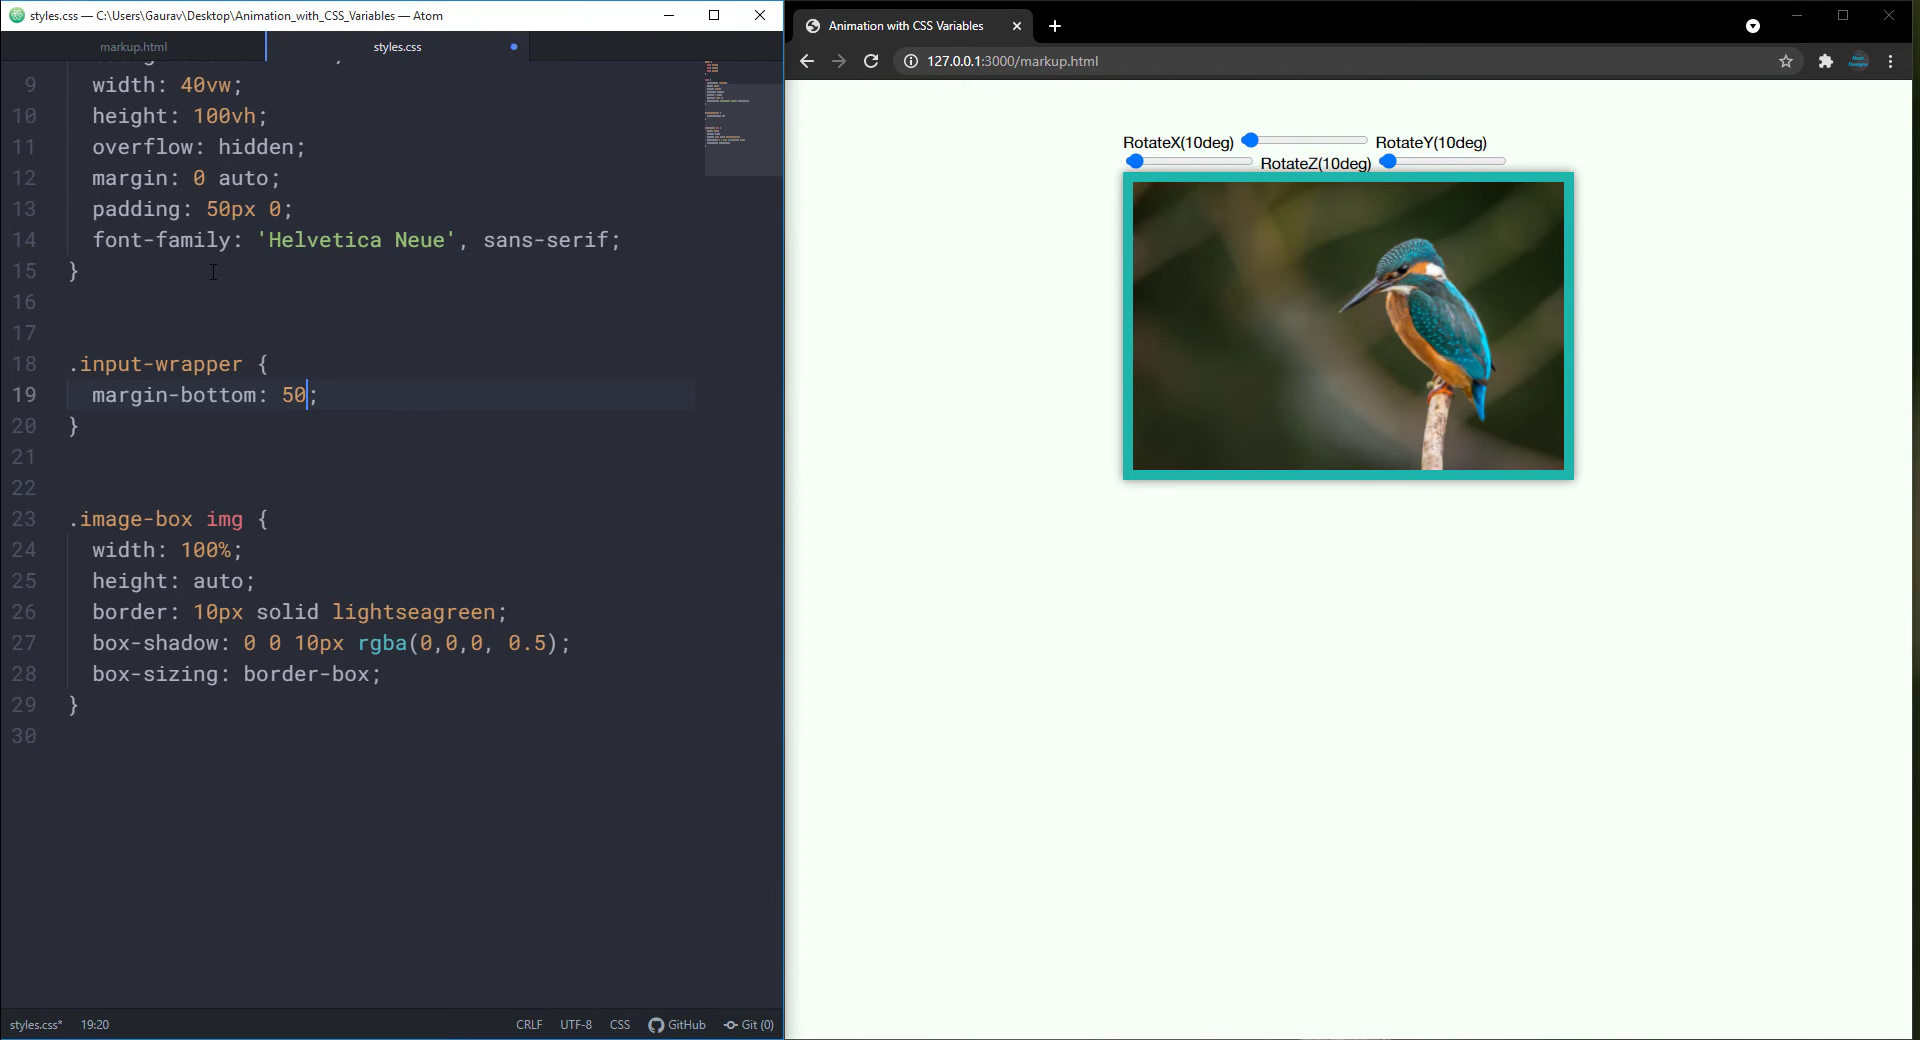 styles.css — C:\Users\Gaurav\Desktop\Animation_with_CSS_Variables — Atom
markup.html
styles.css
9 width: 40vw;
10 height: 100vh;
11 overflow: hidden;
12 margin: 0 auto;
13 padding: 50px 0;
14 font-family: 'Helvetica Neue', sans-serif;
15 }
16
17
18 .input-wrapper {
19 margin-bottom: 50;
20 }
21
22
23 .image-box img {
24 width: 100%;
25 height: auto;
26 border: 10px solid lightseagreen;
27 box-shadow: 0 0 10px rgba(0,0,0, 0.5);
28 box-sizing: border-box;
29 }
30
styles.css* 19:20 CRLF UTF-8 CSS GitHub Git (0)
Animation with CSS Variables
127.0.0.1:3000/markup.html
RotateX(10deg) RotateY(10deg)
RotateZ(10deg)